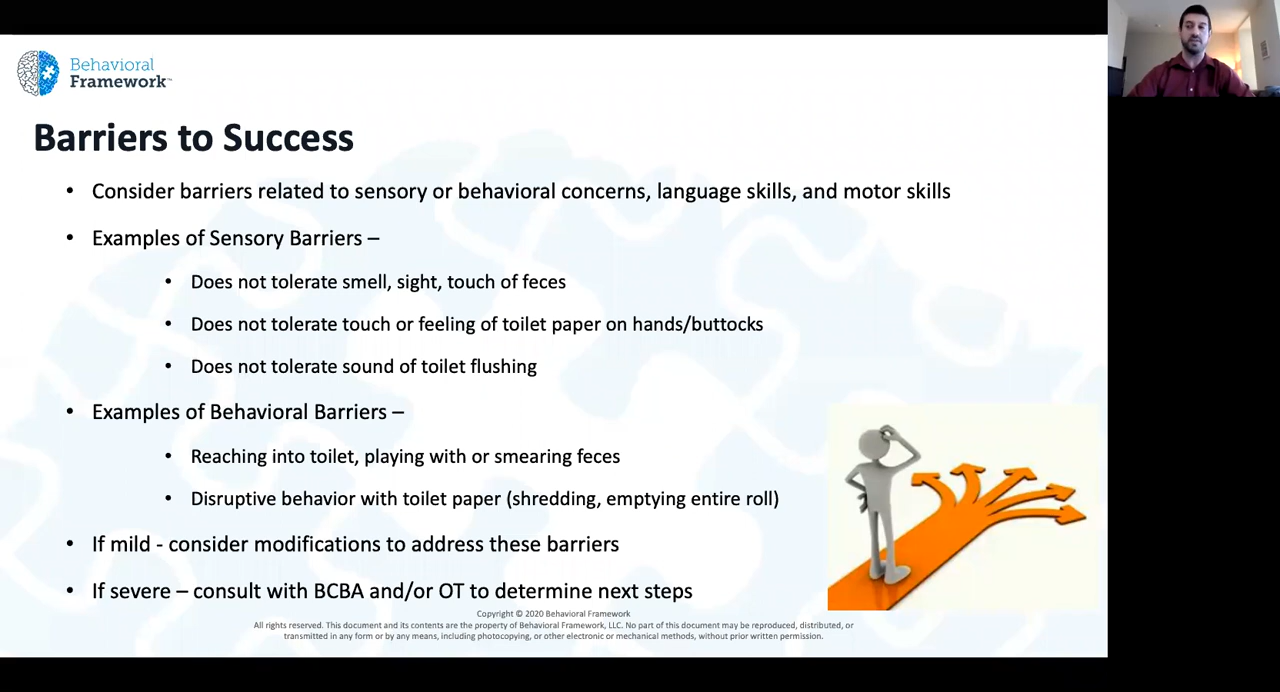 Behavioral
Framework™
Barriers to Success
• Consider barriers related to sensory or behavioral concerns, language skills, and motor skills
• Examples of Sensory Barriers –
• Does not tolerate smell, sight, touch of feces
• Does not tolerate touch or feeling of toilet paper on hands/buttocks
• Does not tolerate sound of toilet flushing
• Examples of Behavioral Barriers –
• Reaching into toilet, playing with or smearing feces
• Disruptive behavior with toilet paper (shredding, emptying entire roll)
• If mild - consider modifications to address these barriers
• If severe – consult with BCBA and/or OT to determine next steps
Copyright © 2020 Behavioral Framework
All rights reserved. This document and its contents are the property of Behavioral Framework, LLC. No part of this document may be reproduced, distributed, or
transmitted in any form or by any means, including photocopying, or other electronic or mechanical methods, without prior written permission.